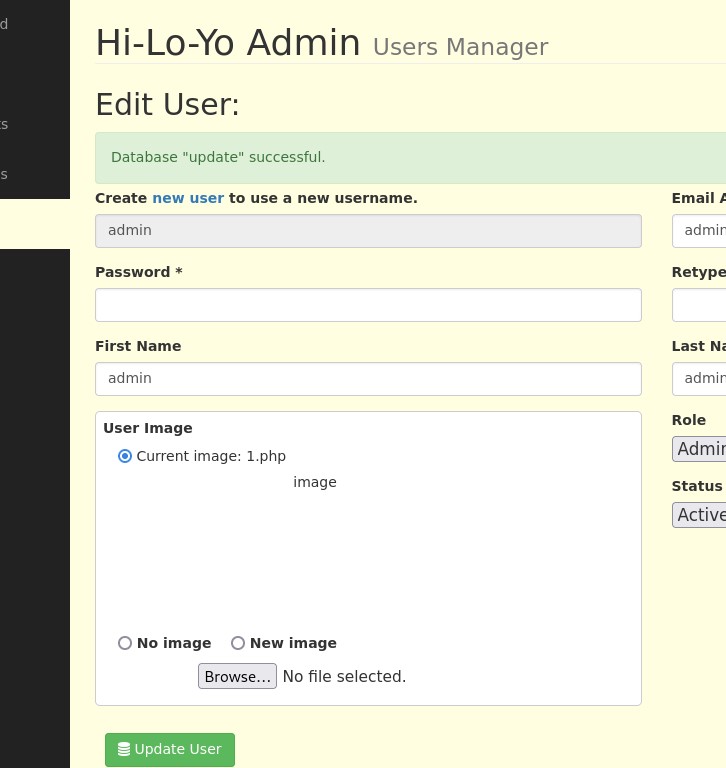 d
Hi-Lo-Yo Admin Users Manager
Edit User:
s
Database "update" successful.
s
Create new user to use a new username.
Email A
admin
admin
Password *
Retype
First Name
Last Na
admin
admin
User Image
Role
Current image: 1.php
Admin
image
Status
Active
No image New image
Browse... No file selected.
Update User